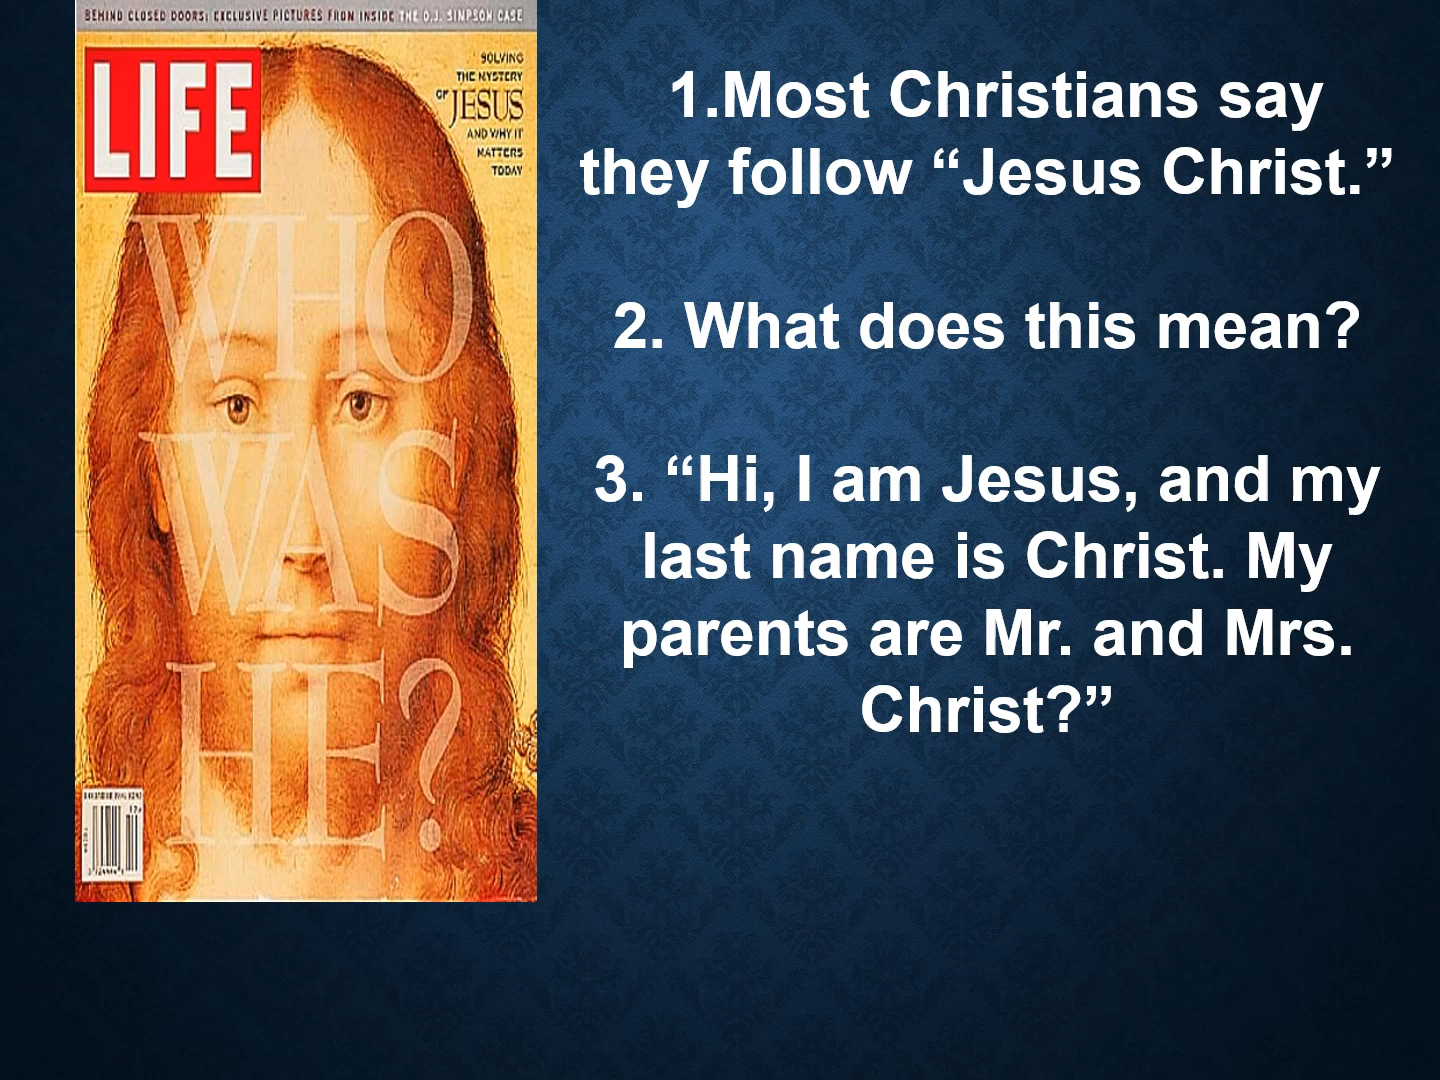 BEHIND CLOSED DOORS: EXCLUSIVE PICTURES FROM INSIDE THE O.J. SIMPSON CASE
LIFE
SOLVING
THE MYSTERY
OF JESUS
AND WHY IT
MATTERS
TODAY
WHO
WAS
HE?
1.Most Christians say
they follow “Jesus Christ.”
2. What does this mean?
3. “Hi, I am Jesus, and my
last name is Christ. My
parents are Mr. and Mrs.
Christ?”